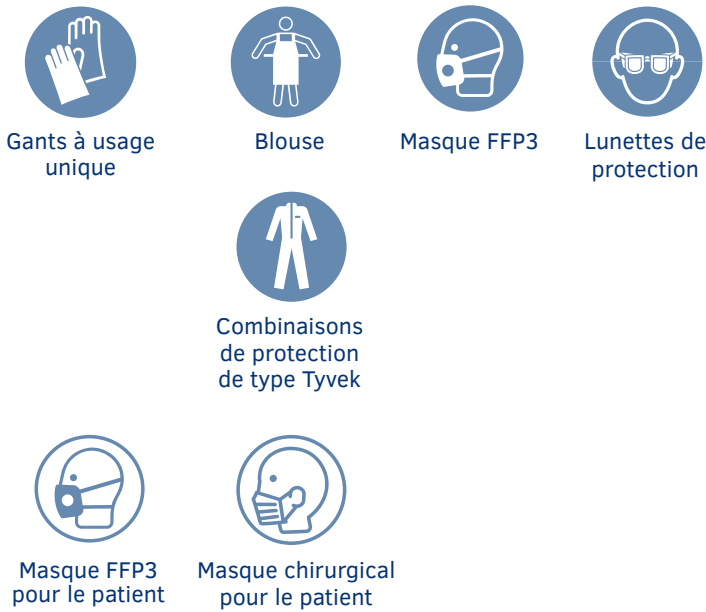 Gants à usage
unique
Blouse
Masque FFP3
Lunettes de
protection
Combinaisons
de protection
de type Tyvek
Masque FFP3
pour le patient
Masque chirurgical
pour le patient